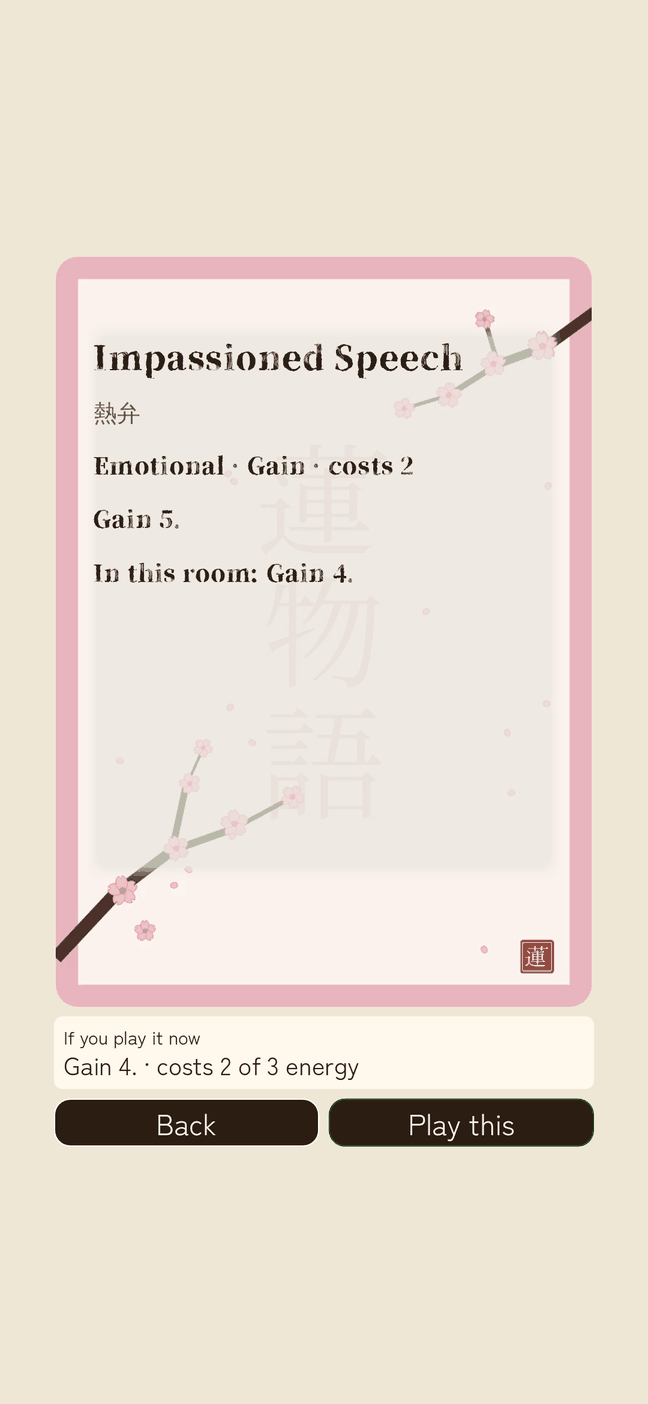 Impassioned Speech
熱弁
Emotional · Gain · costs 2
Gain 5.
In this room: Gain 4.
蓮物語
蓮
If you play it now
Gain 4. · costs 2 of 3 energy
Back
Play this